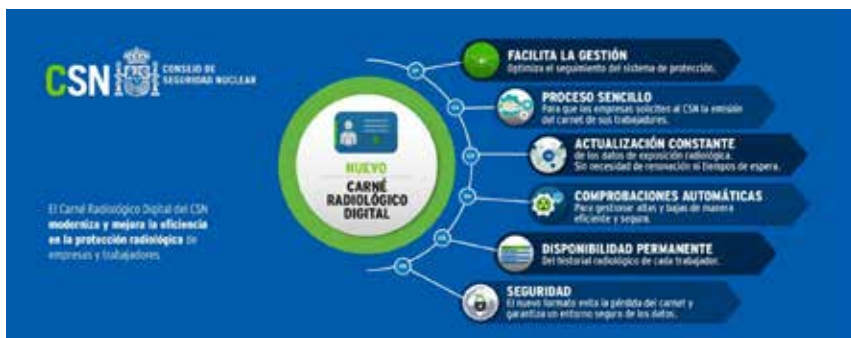 CSN
CONSEJO DE
SEGURIDAD NUCLEAR
El Carné Radiológico Digital del CSN
moderniza y mejora la eficiencia
en la protección radiológica de
empresas y trabajadores
NUEVO
CARNÉ
RADIOLÓGICO
DIGITAL
FACILITA LA GESTIÓN
Optimiza el seguimiento del sistema de protección.
PROCESO SENCILLO
Para que las empresas soliciten al CSN la emisión
del carnet de sus trabajadores.
ACTUALIZACIÓN CONSTANTE
de los datos de exposición radiológica.
Sin necesidad de renovación ni tiempos de espera.
COMPROBACIONES AUTOMÁTICAS
Para gestionar altas y bajas de manera
eficiente y segura.
DISPONIBILIDAD PERMANENTE
Del historial radiológico de cada trabajador.
SEGURIDAD
El nuevo formato evita la pérdida del carnet y
garantiza un entorno seguro de los datos.